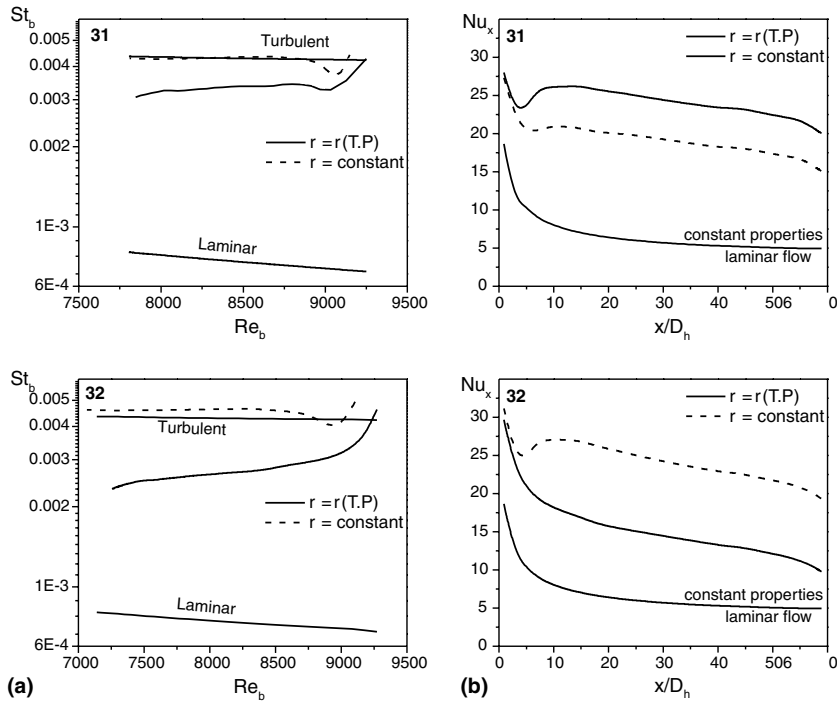 St_b
31
0.005
0.004
0.003
0.002
1E-3
6E-4
Turbulent
r = r(T.P)
r = constant
Laminar
7500 8000 8500 9000 9500
Re_b
Nu_x
31
30
25
20
15
10
5
0
r = r(T.P)
r = constant
constant properties
laminar flow
0 10 20 30 40 506 0
x/D_h
St_b
32
0.005
0.004
0.003
0.002
1E-3
6E-4
Turbulent
r = r(T.P)
r = constant
Laminar
7000 7500 8000 8500 9000 9500
(a)
Re_b
Nu_x
32
30
25
20
15
10
5
0
r = r(T.P)
r = constant
constant properties
laminar flow
0 10 20 30 40 506 0
(b)
x/D_h